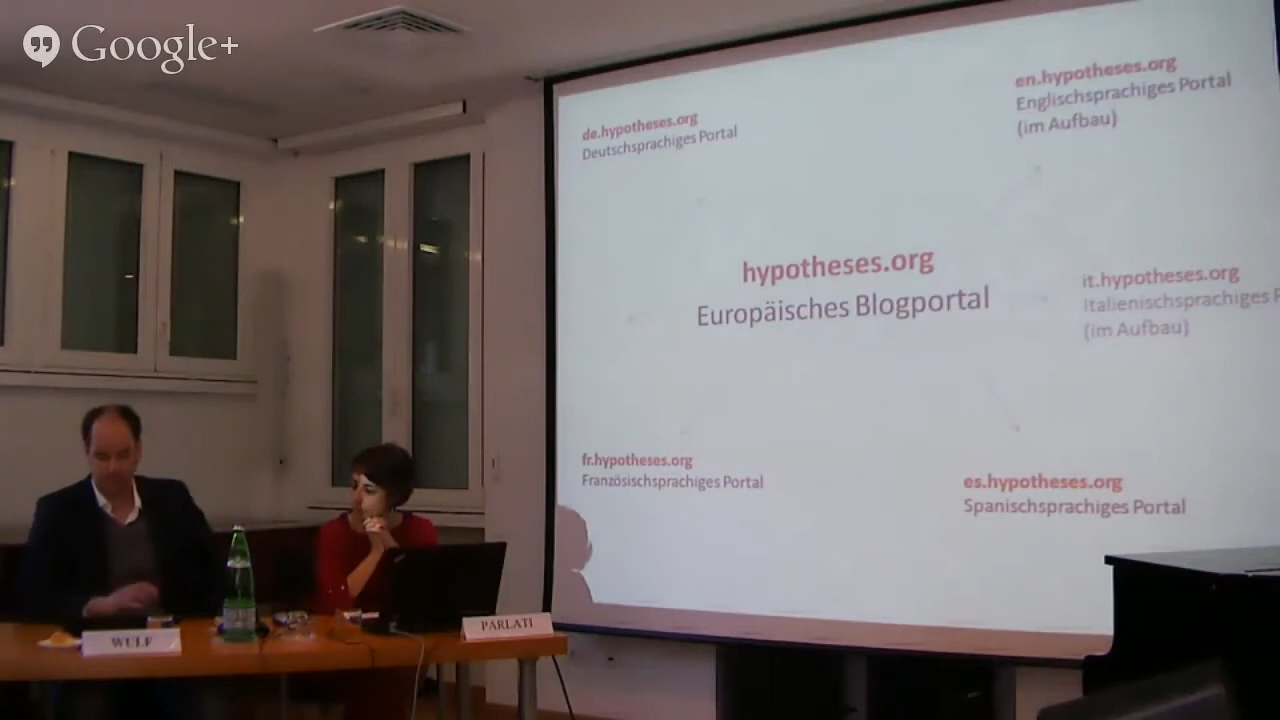 Google+
de.hypotheses.org
Deutschsprachiges Portal
en.hypotheses.org
Englischsprachiges Portal
(im Aufbau)
hypotheses.org
Europäisches Blogportal
it.hypotheses.org
Italienischsprachiges P
(im Aufbau)
fr.hypotheses.org
Französischsprachiges Portal
es.hypotheses.org
Spanischsprachiges Portal
WULF
PARLATI